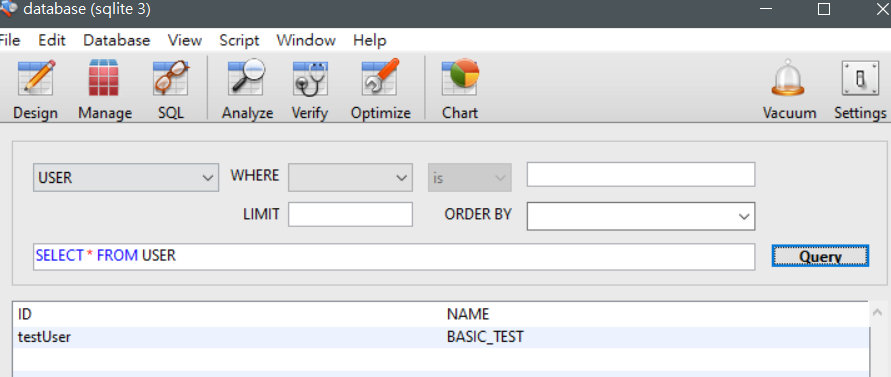 database (sqlite 3)
File Edit Database View Script Window Help
Design Manage SQL Analyze Verify Optimize Chart Vacuum Settings
USER WHERE is
LIMIT ORDER BY
SELECT * FROM USER Query
ID NAME
testUser BASIC_TEST